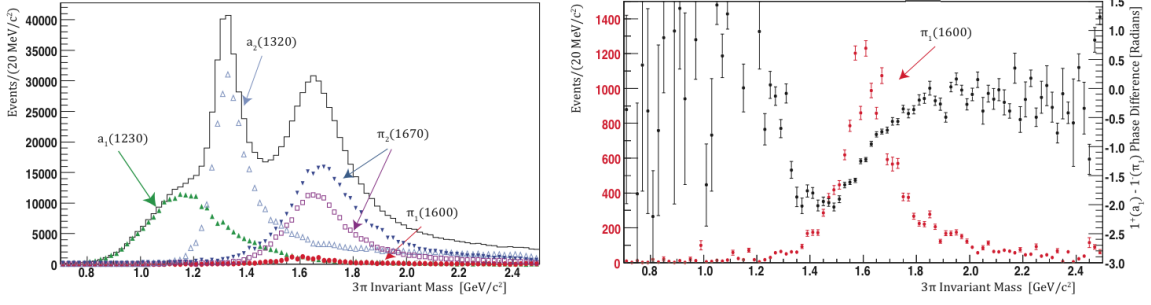 40000
35000
30000
25000
20000
15000
10000
5000
0
Events/(20 MeV/c²)
a₂(1320)
a₁(1230)
π₂(1670)
π₁(1600)
0.8 1.0 1.2 1.4 1.6 1.8 2.0 2.2 2.4
3π Invariant Mass [GeV/c²]
1400
1200
1000
800
600
400
200
0
Events/(20 MeV/c²)
π₁(1600)
1.5
1.0
0.5
0.0
-0.5
-1.0
-1.5
-2.0
-2.5
-3.0
1⁺(a₁) - 1⁻(π₁) Phase Difference [Radians]
0.8 1.0 1.2 1.4 1.6 1.8 2.0 2.2 2.4
3π Invariant Mass [GeV/c²]